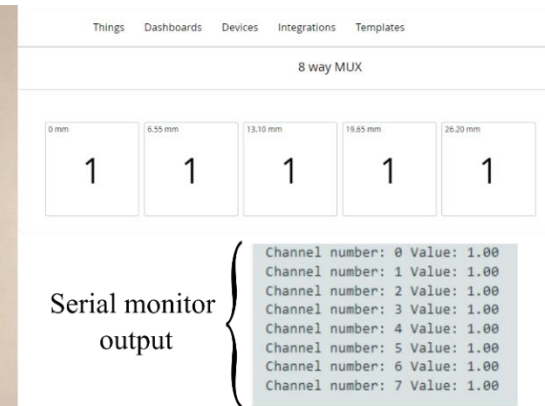 Things Dashboards Devices Integrations Templates
8 way MUX
0 mm 6.55 mm 13.10 mm 19.65 mm 26.20 mm
1 1 1 1 1
Serial monitor
output
Channel number: 0 Value: 1.00
Channel number: 1 Value: 1.00
Channel number: 2 Value: 1.00
Channel number: 3 Value: 1.00
Channel number: 4 Value: 1.00
Channel number: 5 Value: 1.00
Channel number: 6 Value: 1.00
Channel number: 7 Value: 1.00